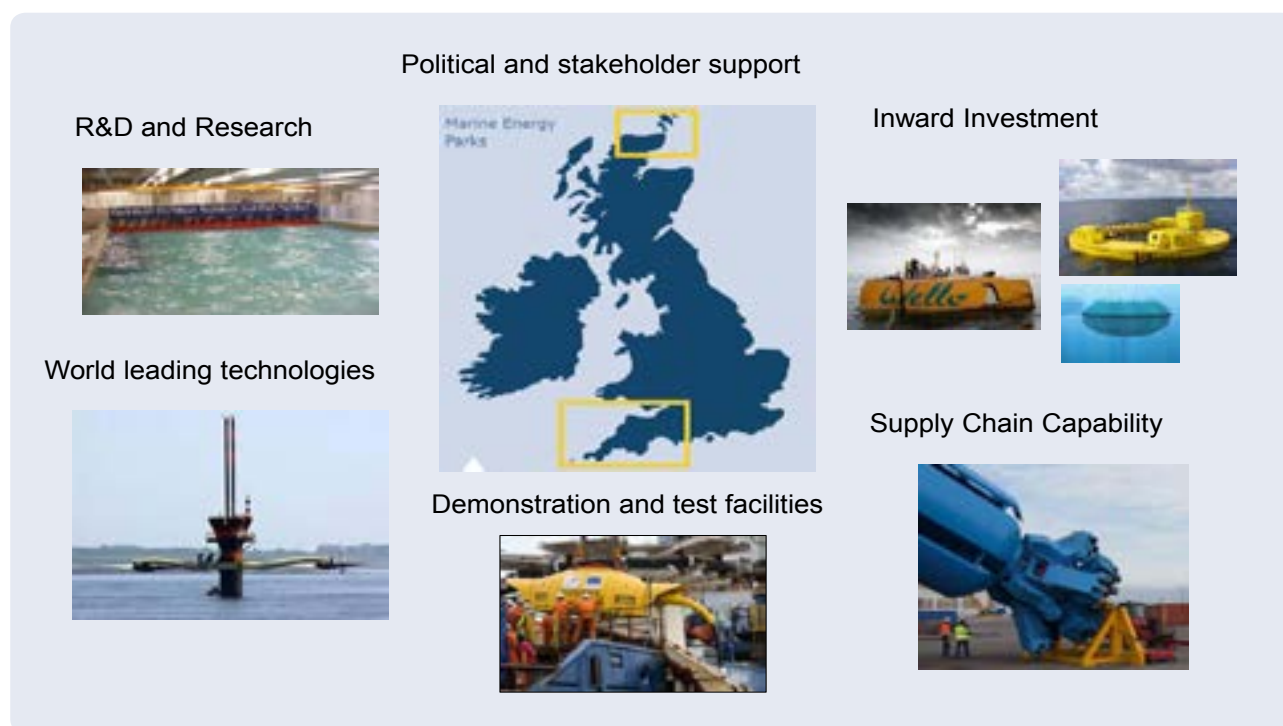 Political and stakeholder support
R&D and Research
Marine Energy
Parks
Inward Investment
Wello
World leading technologies
Supply Chain Capability
Demonstration and test facilities